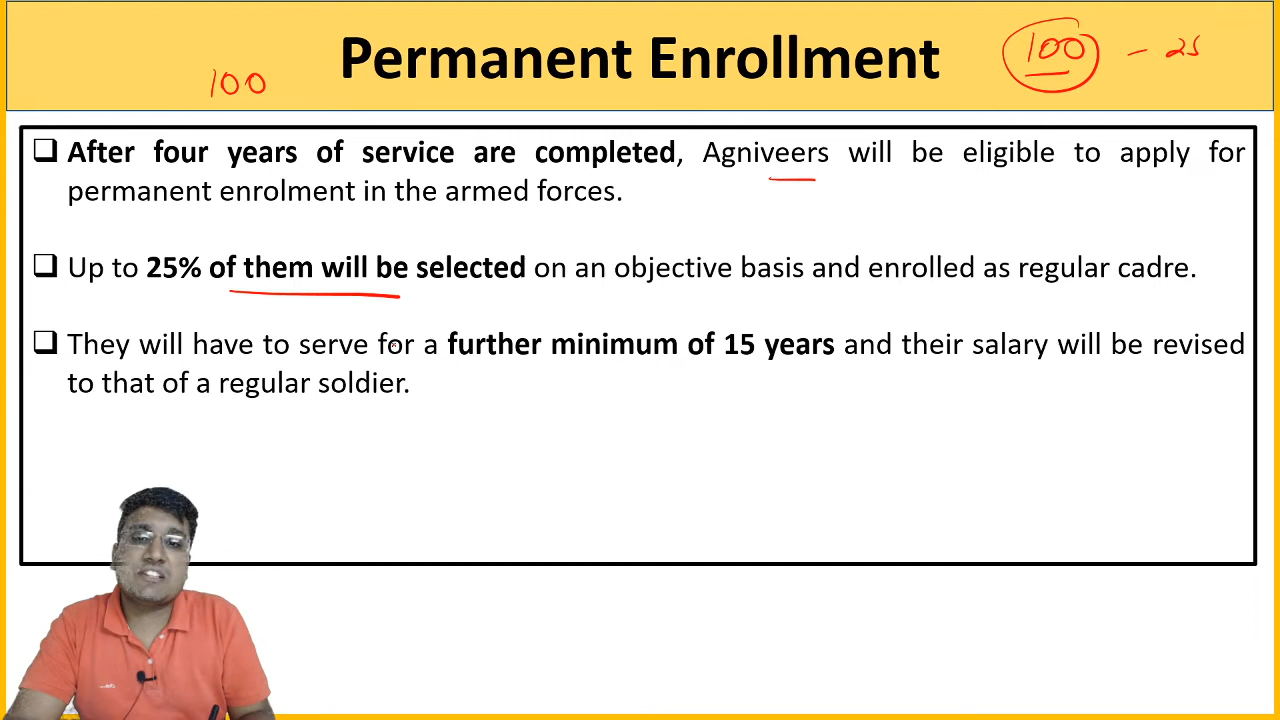 Permanent Enrollment
100 - 25
100
❑ After four years of service are completed, Agniveers will be eligible to apply for
permanent enrolment in the armed forces.
❑ Up to 25% of them will be selected on an objective basis and enrolled as regular cadre.
❑ They will have to serve for a further minimum of 15 years and their salary will be revised
to that of a regular soldier.